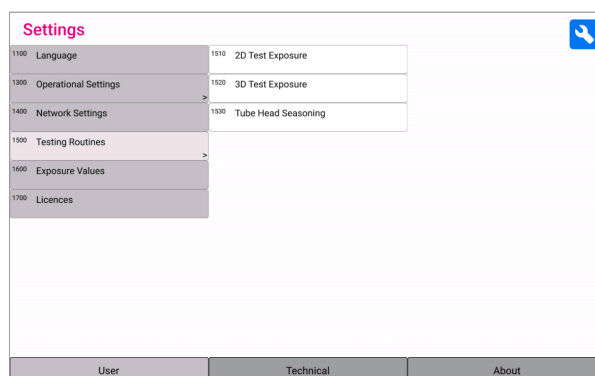 Settings
1100 Language
1300 Operational Settings
>
1400 Network Settings
1500 Testing Routines
>
1600 Exposure Values
1700 Licences
1510 2D Test Exposure
1520 3D Test Exposure
1530 Tube Head Seasoning
User
Technical
About